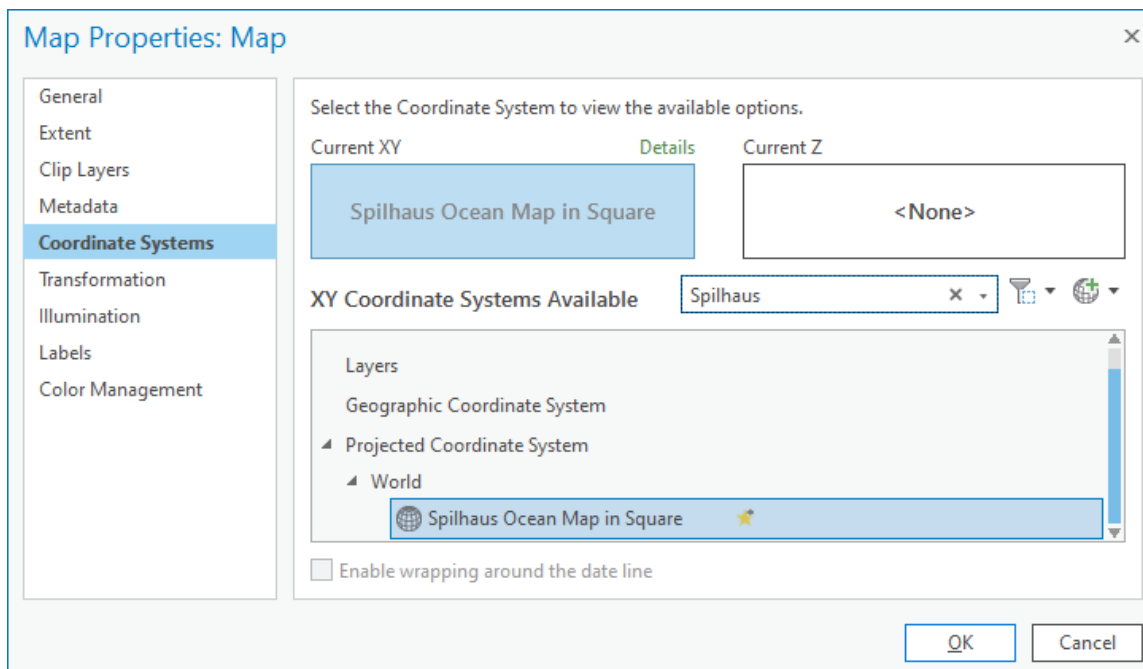 Map Properties: Map
General
Extent
Clip Layers
Metadata
Coordinate Systems
Transformation
Illumination
Labels
Color Management
Select the Coordinate System to view the available options.
Current XY Details Current Z
Spilhaus Ocean Map in Square <None>
XY Coordinate Systems Available Spilhaus
Layers
Geographic Coordinate System
Projected Coordinate System
World
Spilhaus Ocean Map in Square
Enable wrapping around the date line
OK Cancel